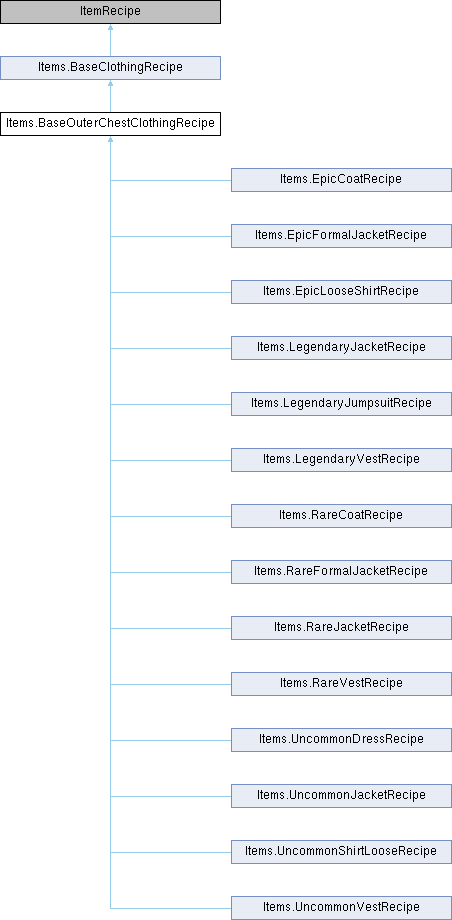 ItemRecipe
Items.BaseClothingRecipe
Items.BaseOuterChestClothingRecipe
Items.EpicCoatRecipe
Items.EpicFormalJacketRecipe
Items.EpicLooseShirtRecipe
Items.LegendaryJacketRecipe
Items.LegendaryJumpsuitRecipe
Items.LegendaryVestRecipe
Items.RareCoatRecipe
Items.RareFormalJacketRecipe
Items.RareJacketRecipe
Items.RareVestRecipe
Items.UncommonDressRecipe
Items.UncommonJacketRecipe
Items.UncommonShirtLooseRecipe
Items.UncommonVestRecipe